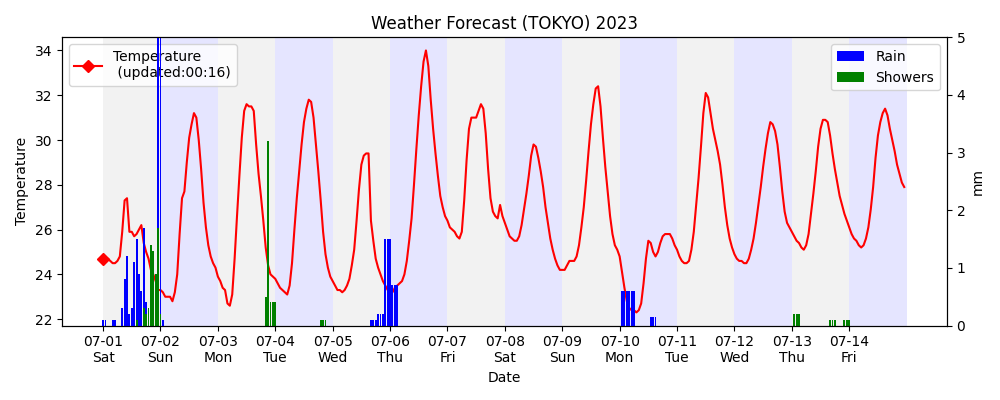 Weather Forecast (TOKYO) 2023
Temperature
(updated:00:16)
Rain
Showers
Temperature
34
32
30
28
26
24
22
5
4
3
2
1
0
mm
07-01 07-02 07-03 07-04 07-05 07-06 07-07 07-08 07-09 07-10 07-11 07-12 07-13 07-14
Sat Sun Mon Tue Wed Thu Fri Sat Sun Mon Tue Wed Thu Fri
Date